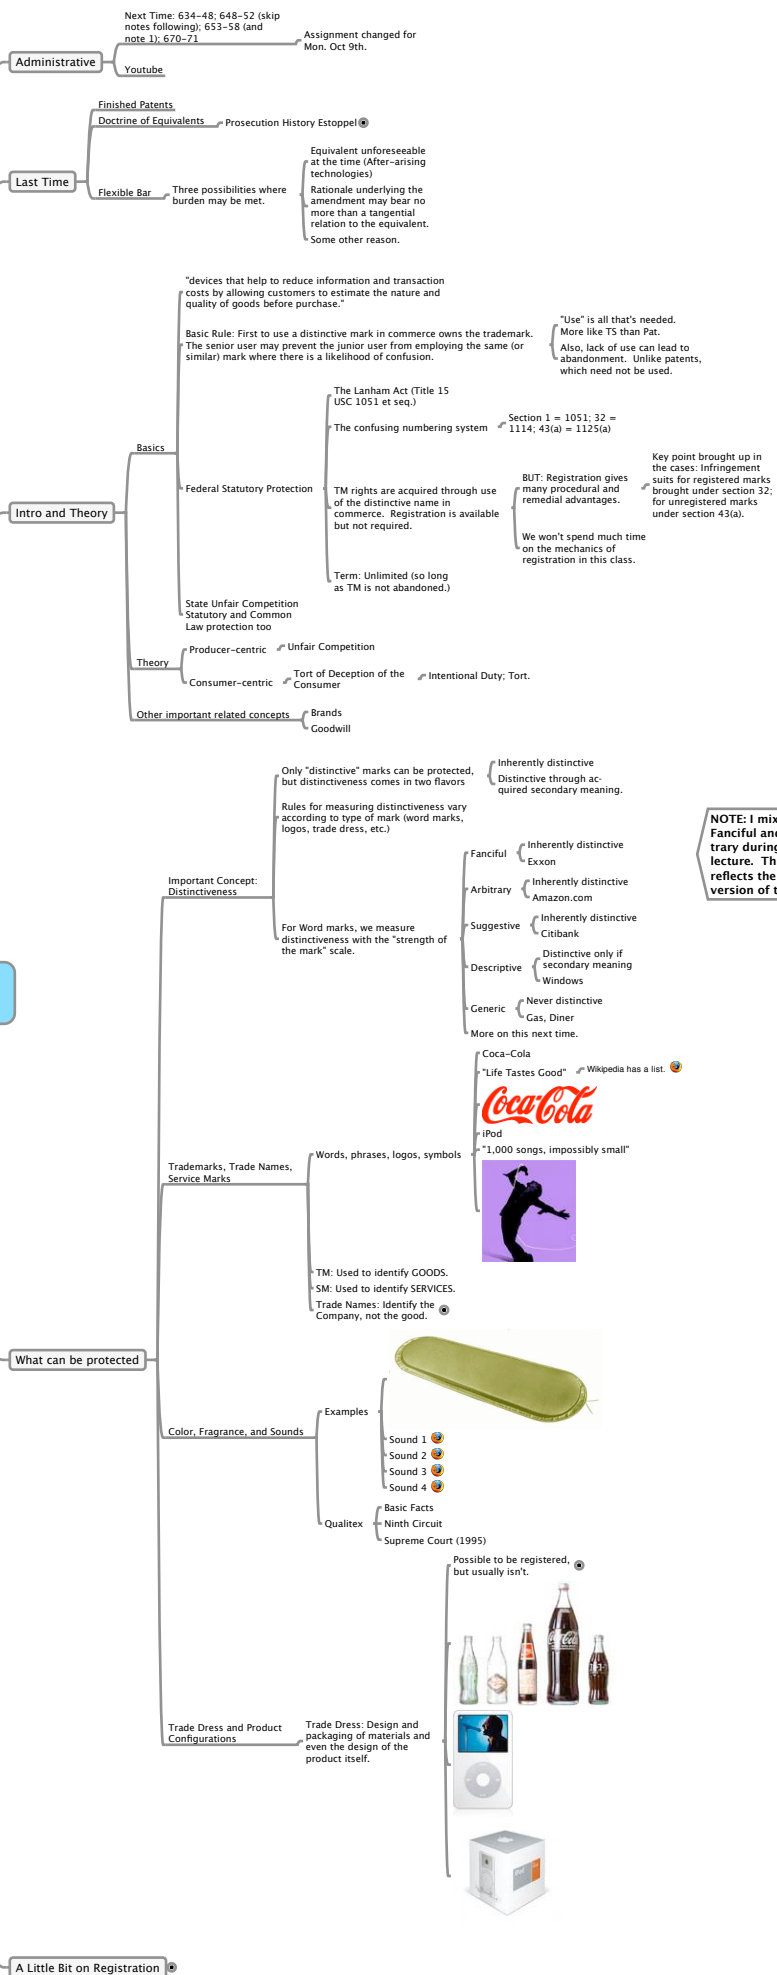 Next Time: 634-48; 648-52 (skip
notes following); 653-58 (and
note 1); 670-71
Assignment changed for
Mon. Oct 9th.
Administrative
Youtube
Finished Patents
Doctrine of Equivalents
Prosecution History Estoppel
Last Time
Flexible Bar
Three possibilities where
burden may be met.
Equivalent unforeseeable
at the time (After-arising
technologies)
Rationale underlying the
amendment may bear no
more than a tangential
relation to the equivalent.
Some other reason.
"devices that help to reduce information and transaction
costs by allowing customers to estimate the nature and
quality of goods before purchase."
Basic Rule: First to use a distinctive mark in commerce owns the trademark.
The senior user may prevent the junior user from employing the same (or
similar) mark where there is a likelihood of confusion.
"Use" is all that's needed.
More like TS than Pat.
Also, lack of use can lead to
abandonment. Unlike patents,
which need not be used.
Basics
Federal Statutory Protection
The Lanham Act (Title 15
USC 1051 et seq.)
The confusing numbering system
Section 1 = 1051; 32 =
1114; 43(a) = 1125(a)
TM rights are acquired through use
of the distinctive name in
commerce. Registration is available
but not required.
BUT: Registration gives
many procedural and
remedial advantages.
Key point brought up in
the cases: Infringement
suits for registered marks
brought under section 32;
for unregistered marks
under section 43(a).
We won't spend much time
on the mechanics of
registration in this class.
Term: Unlimited (so long
as TM is not abandoned.)
Intro and Theory
State Unfair Competition
Statutory and Common
Law protection too
Theory
Producer-centric
Unfair Competition
Consumer-centric
Tort of Deception of the
Consumer
Intentional Duty; Tort.
Other important related concepts
Brands
Goodwill
Important Concept:
Distinctiveness
Only "distinctive" marks can be protected,
but distinctiveness comes in two flavors
Inherently distinctive
Distinctive through ac-
quired secondary meaning.
Rules for measuring distinctiveness vary
according to type of mark (word marks,
logos, trade dress, etc.)
For Word marks, we measure
distinctiveness with the "strength of
the mark" scale.
Fanciful
Inherently distinctive
Exxon
Arbitrary
Inherently distinctive
Amazon.com
Suggestive
Inherently distinctive
Citibank
Descriptive
Distinctive only if
secondary meaning
Windows
Generic
Never distinctive
Gas, Diner
More on this next time.
NOTE: I mix
Fanciful and
trary during
lecture. Th
reflects the
version of t
Trademarks, Trade Names,
Service Marks
Words, phrases, logos, symbols
Coca-Cola
"Life Tastes Good"
Wikipedia has a list.
Coca-Cola
iPod
"1,000 songs, impossibly small"
TM: Used to identify GOODS.
SM: Used to identify SERVICES.
Trade Names: Identify the
Company, not the good.
What can be protected
Color, Fragrance, and Sounds
Examples
Sound 1
Sound 2
Sound 3
Sound 4
Qualitex
Basic Facts
Ninth Circuit
Supreme Court (1995)
Trade Dress and Product
Configurations
Trade Dress: Design and
packaging of materials and
even the design of the
product itself.
Possible to be registered,
but usually isn't.
Coca-Cola
iPod
A Little Bit on Registration